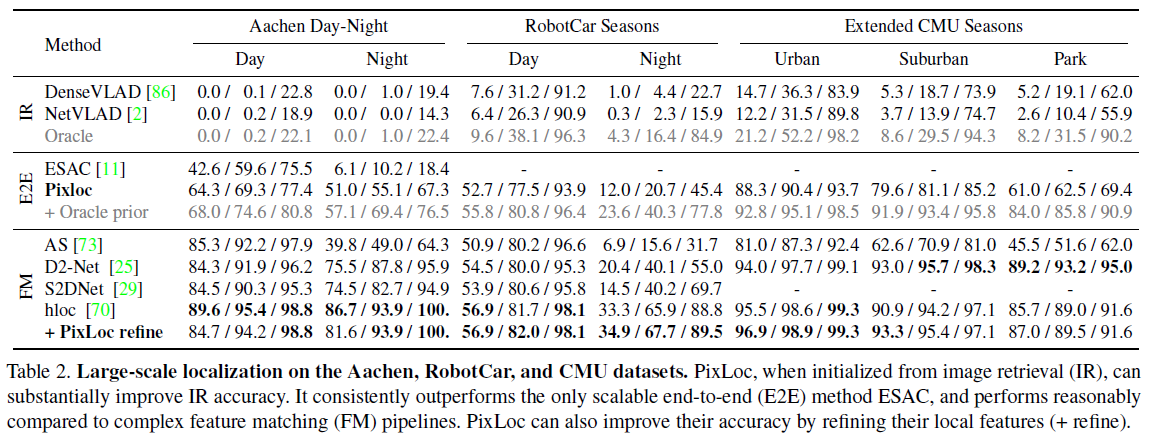 Method Aachen Day-Night RobotCar Seasons Extended CMU Seasons
Day Night Day Night Urban Suburban Park
IR
DenseVLAD [86] 0.0 / 0.1 / 22.8 0.0 / 1.0 / 19.4 7.6 / 31.2 / 91.2 1.0 / 4.4 / 22.7 14.7 / 36.3 / 83.9 5.3 / 18.7 / 73.9 5.2 / 19.1 / 62.0
NetVLAD [2] 0.0 / 0.2 / 18.9 0.0 / 0.0 / 14.3 6.4 / 26.3 / 90.9 0.3 / 2.3 / 15.9 12.2 / 31.5 / 89.8 3.7 / 13.9 / 74.7 2.6 / 10.4 / 55.9
Oracle 0.0 / 0.2 / 22.1 0.0 / 1.0 / 22.4 9.6 / 38.1 / 96.3 4.3 / 16.4 / 84.9 21.2 / 52.2 / 98.2 8.6 / 29.5 / 94.3 8.2 / 31.5 / 90.2
E2E
ESAC [11] 42.6 / 59.6 / 75.5 6.1 / 10.2 / 18.4 - - - - -
Pixloc 64.3 / 69.3 / 77.4 51.0 / 55.1 / 67.3 52.7 / 77.5 / 93.9 12.0 / 20.7 / 45.4 88.3 / 90.4 / 93.7 79.6 / 81.1 / 85.2 61.0 / 62.5 / 69.4
+ Oracle prior 68.0 / 74.6 / 80.8 57.1 / 69.4 / 76.5 55.8 / 80.8 / 96.4 23.6 / 40.3 / 77.8 92.8 / 95.1 / 98.5 91.9 / 93.4 / 95.8 84.0 / 85.8 / 90.9
FM
AS [73] 85.3 / 92.2 / 97.9 39.8 / 49.0 / 64.3 50.9 / 80.2 / 96.6 6.9 / 15.6 / 31.7 81.0 / 87.3 / 92.4 62.6 / 70.9 / 81.0 45.5 / 51.6 / 62.0
D2-Net [25] 84.3 / 91.9 / 96.2 75.5 / 87.8 / 95.9 54.5 / 80.0 / 95.3 20.4 / 40.1 / 55.0 94.0 / 97.7 / 99.1 93.0 / 95.7 / 98.3 89.2 / 93.2 / 95.0
S2DNet [29] 84.5 / 90.3 / 95.3 74.5 / 82.7 / 94.9 53.9 / 80.6 / 95.8 14.5 / 40.2 / 69.7 - - -
hloc [70] 89.6 / 95.4 / 98.8 86.7 / 93.9 / 100. 56.9 / 81.7 / 98.1 33.3 / 65.9 / 88.8 95.5 / 98.6 / 99.3 90.9 / 94.2 / 97.1 85.7 / 89.0 / 91.6
+ PixLoc refine 84.7 / 94.2 / 98.8 81.6 / 93.9 / 100. 56.9 / 82.0 / 98.1 34.9 / 67.7 / 89.5 96.9 / 98.9 / 99.3 93.3 / 95.4 / 97.1 87.0 / 89.5 / 91.6
Table 2. Large-scale localization on the Aachen, RobotCar, and CMU datasets. PixLoc, when initialized from image retrieval (IR), can
substantially improve IR accuracy. It consistently outperforms the only scalable end-to-end (E2E) method ESAC, and performs reasonably
compared to complex feature matching (FM) pipelines. PixLoc can also improve their accuracy by refining their local features (+ refine).